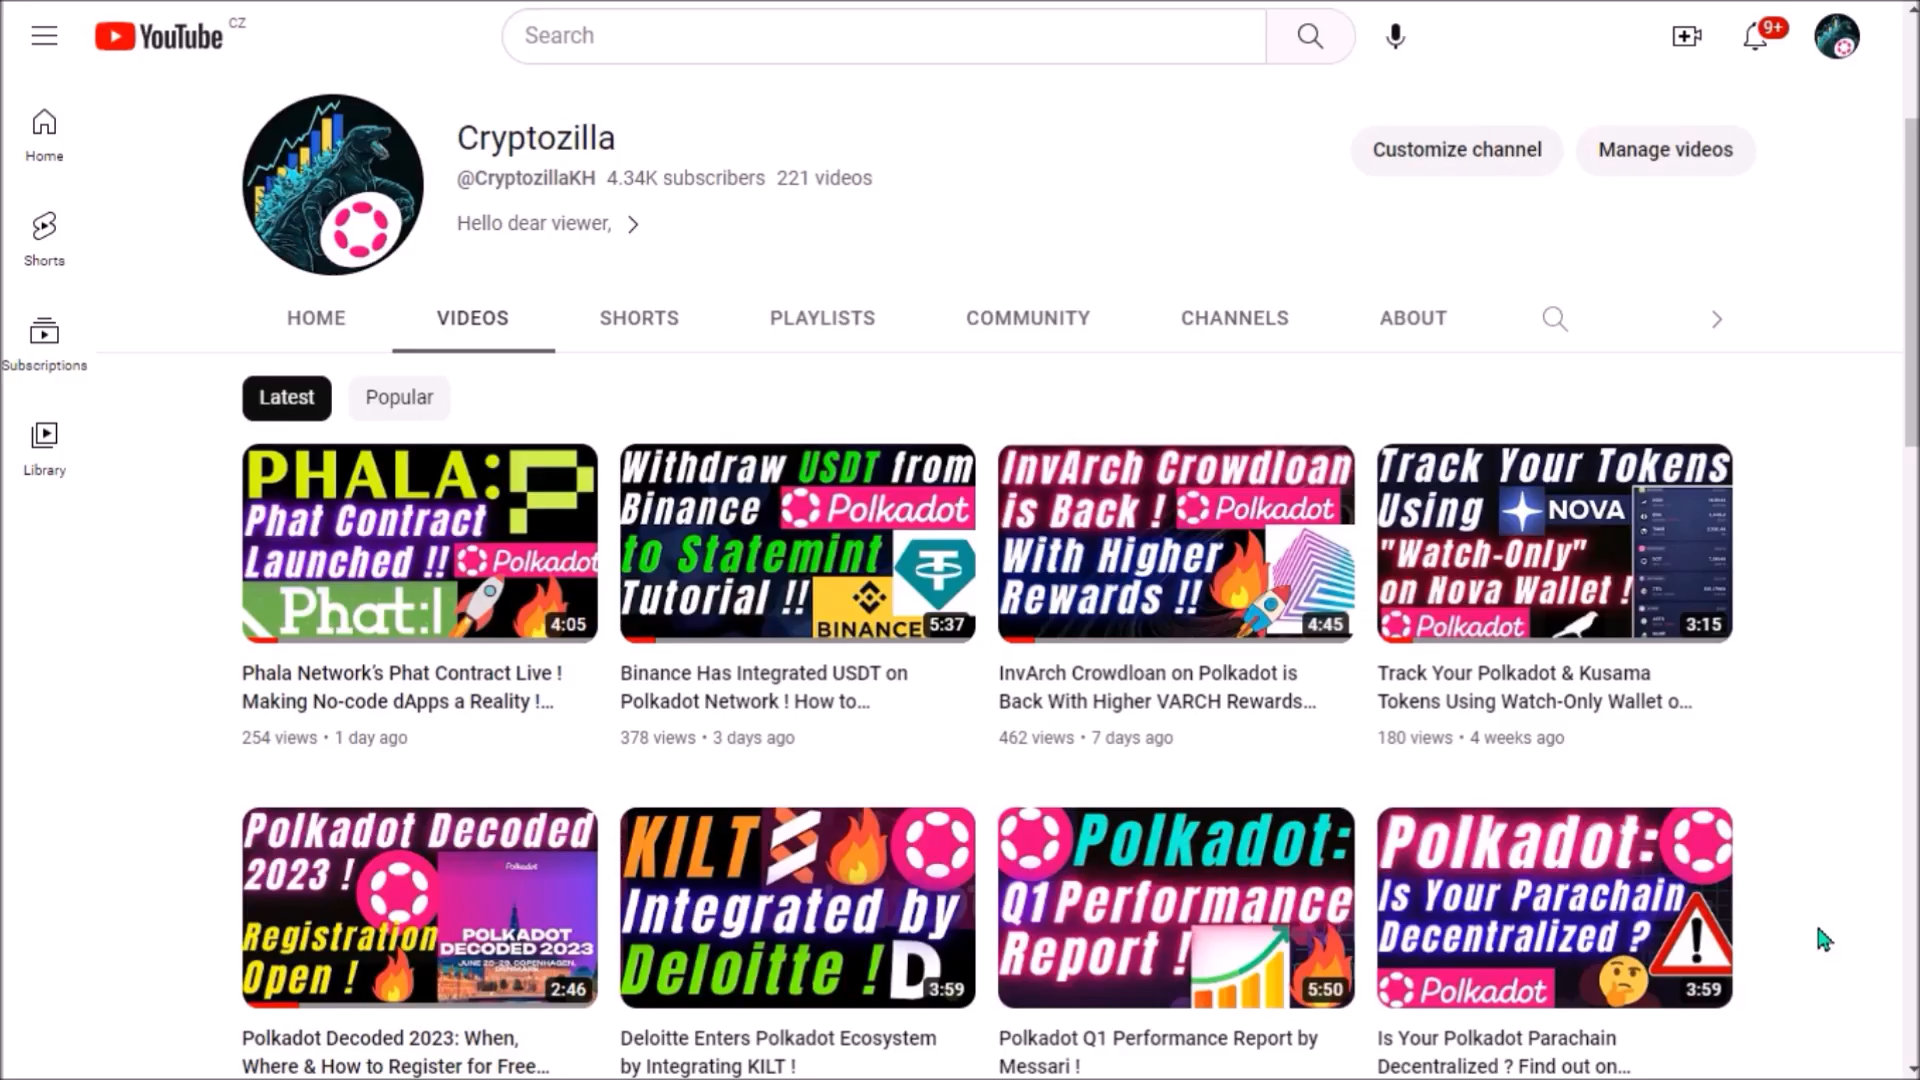 YouTube CZ
Search
9+
Home
Shorts
Subscriptions
Library
Cryptozilla
@CryptozillaKH 4.34K subscribers 221 videos
Hello dear viewer,
Customize channel
Manage videos
HOME
VIDEOS
SHORTS
PLAYLISTS
COMMUNITY
CHANNELS
ABOUT
Latest
Popular
PHALA:
Phat Contract
Launched !! Polkadot
Phat:l
4:05
Phala Network’s Phat Contract Live !
Making No-code dApps a Reality !...
254 views • 1 day ago
Withdraw USDT from
Binance Polkadot
to Statemint
Tutorial !!
BINANCE
5:37
Binance Has Integrated USDT on
Polkadot Network ! How to...
378 views • 3 days ago
InvArch Crowdloan
is Back ! Polkadot
With Higher
Rewards !!
4:45
InvArch Crowdloan on Polkadot is
Back With Higher VARCH Rewards...
462 views • 7 days ago
Track Your Tokens
Using NOVA
"Watch-Only"
on Nova Wallet !
Polkadot
3:15
Track Your Polkadot & Kusama
Tokens Using Watch-Only Wallet o...
180 views • 4 weeks ago
Polkadot Decoded
2023 !
Registration
Open !
Polkadot
POLKADOT
DECODED 2023
JUNE 28-29, COPENHAGEN,
DENMARK
2:46
Polkadot Decoded 2023: When,
Where & How to Register for Free...
KILT
Integrated by
Deloitte ! D
3:59
Deloitte Enters Polkadot Ecosystem
by Integrating KILT !
Polkadot:
Q1 Performance
Report !
5:50
Polkadot Q1 Performance Report by
Messari !
Polkadot:
Is Your Parachain
Decentralized ?
Polkadot
3:59
Is Your Polkadot Parachain
Decentralized ? Find out on...